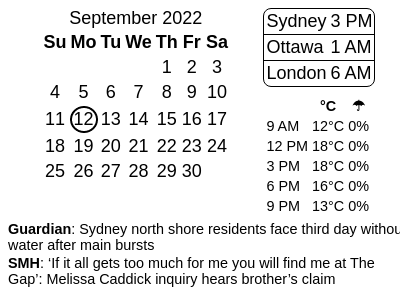 September 2022
Su Mo Tu We Th Fr Sa
1 2 3
4 5 6 7 8 9 10
11 12 13 14 15 16 17
18 19 20 21 22 23 24
25 26 27 28 29 30
Sydney 3 PM
Ottawa 1 AM
London 6 AM
°C ☂
9 AM 12°C 0%
12 PM 18°C 0%
3 PM 18°C 0%
6 PM 16°C 0%
9 PM 13°C 0%
Guardian: Sydney north shore residents face third day withou
water after main bursts
SMH: ‘If it all gets too much for me you will find me at The
Gap’: Melissa Caddick inquiry hears brother’s claim